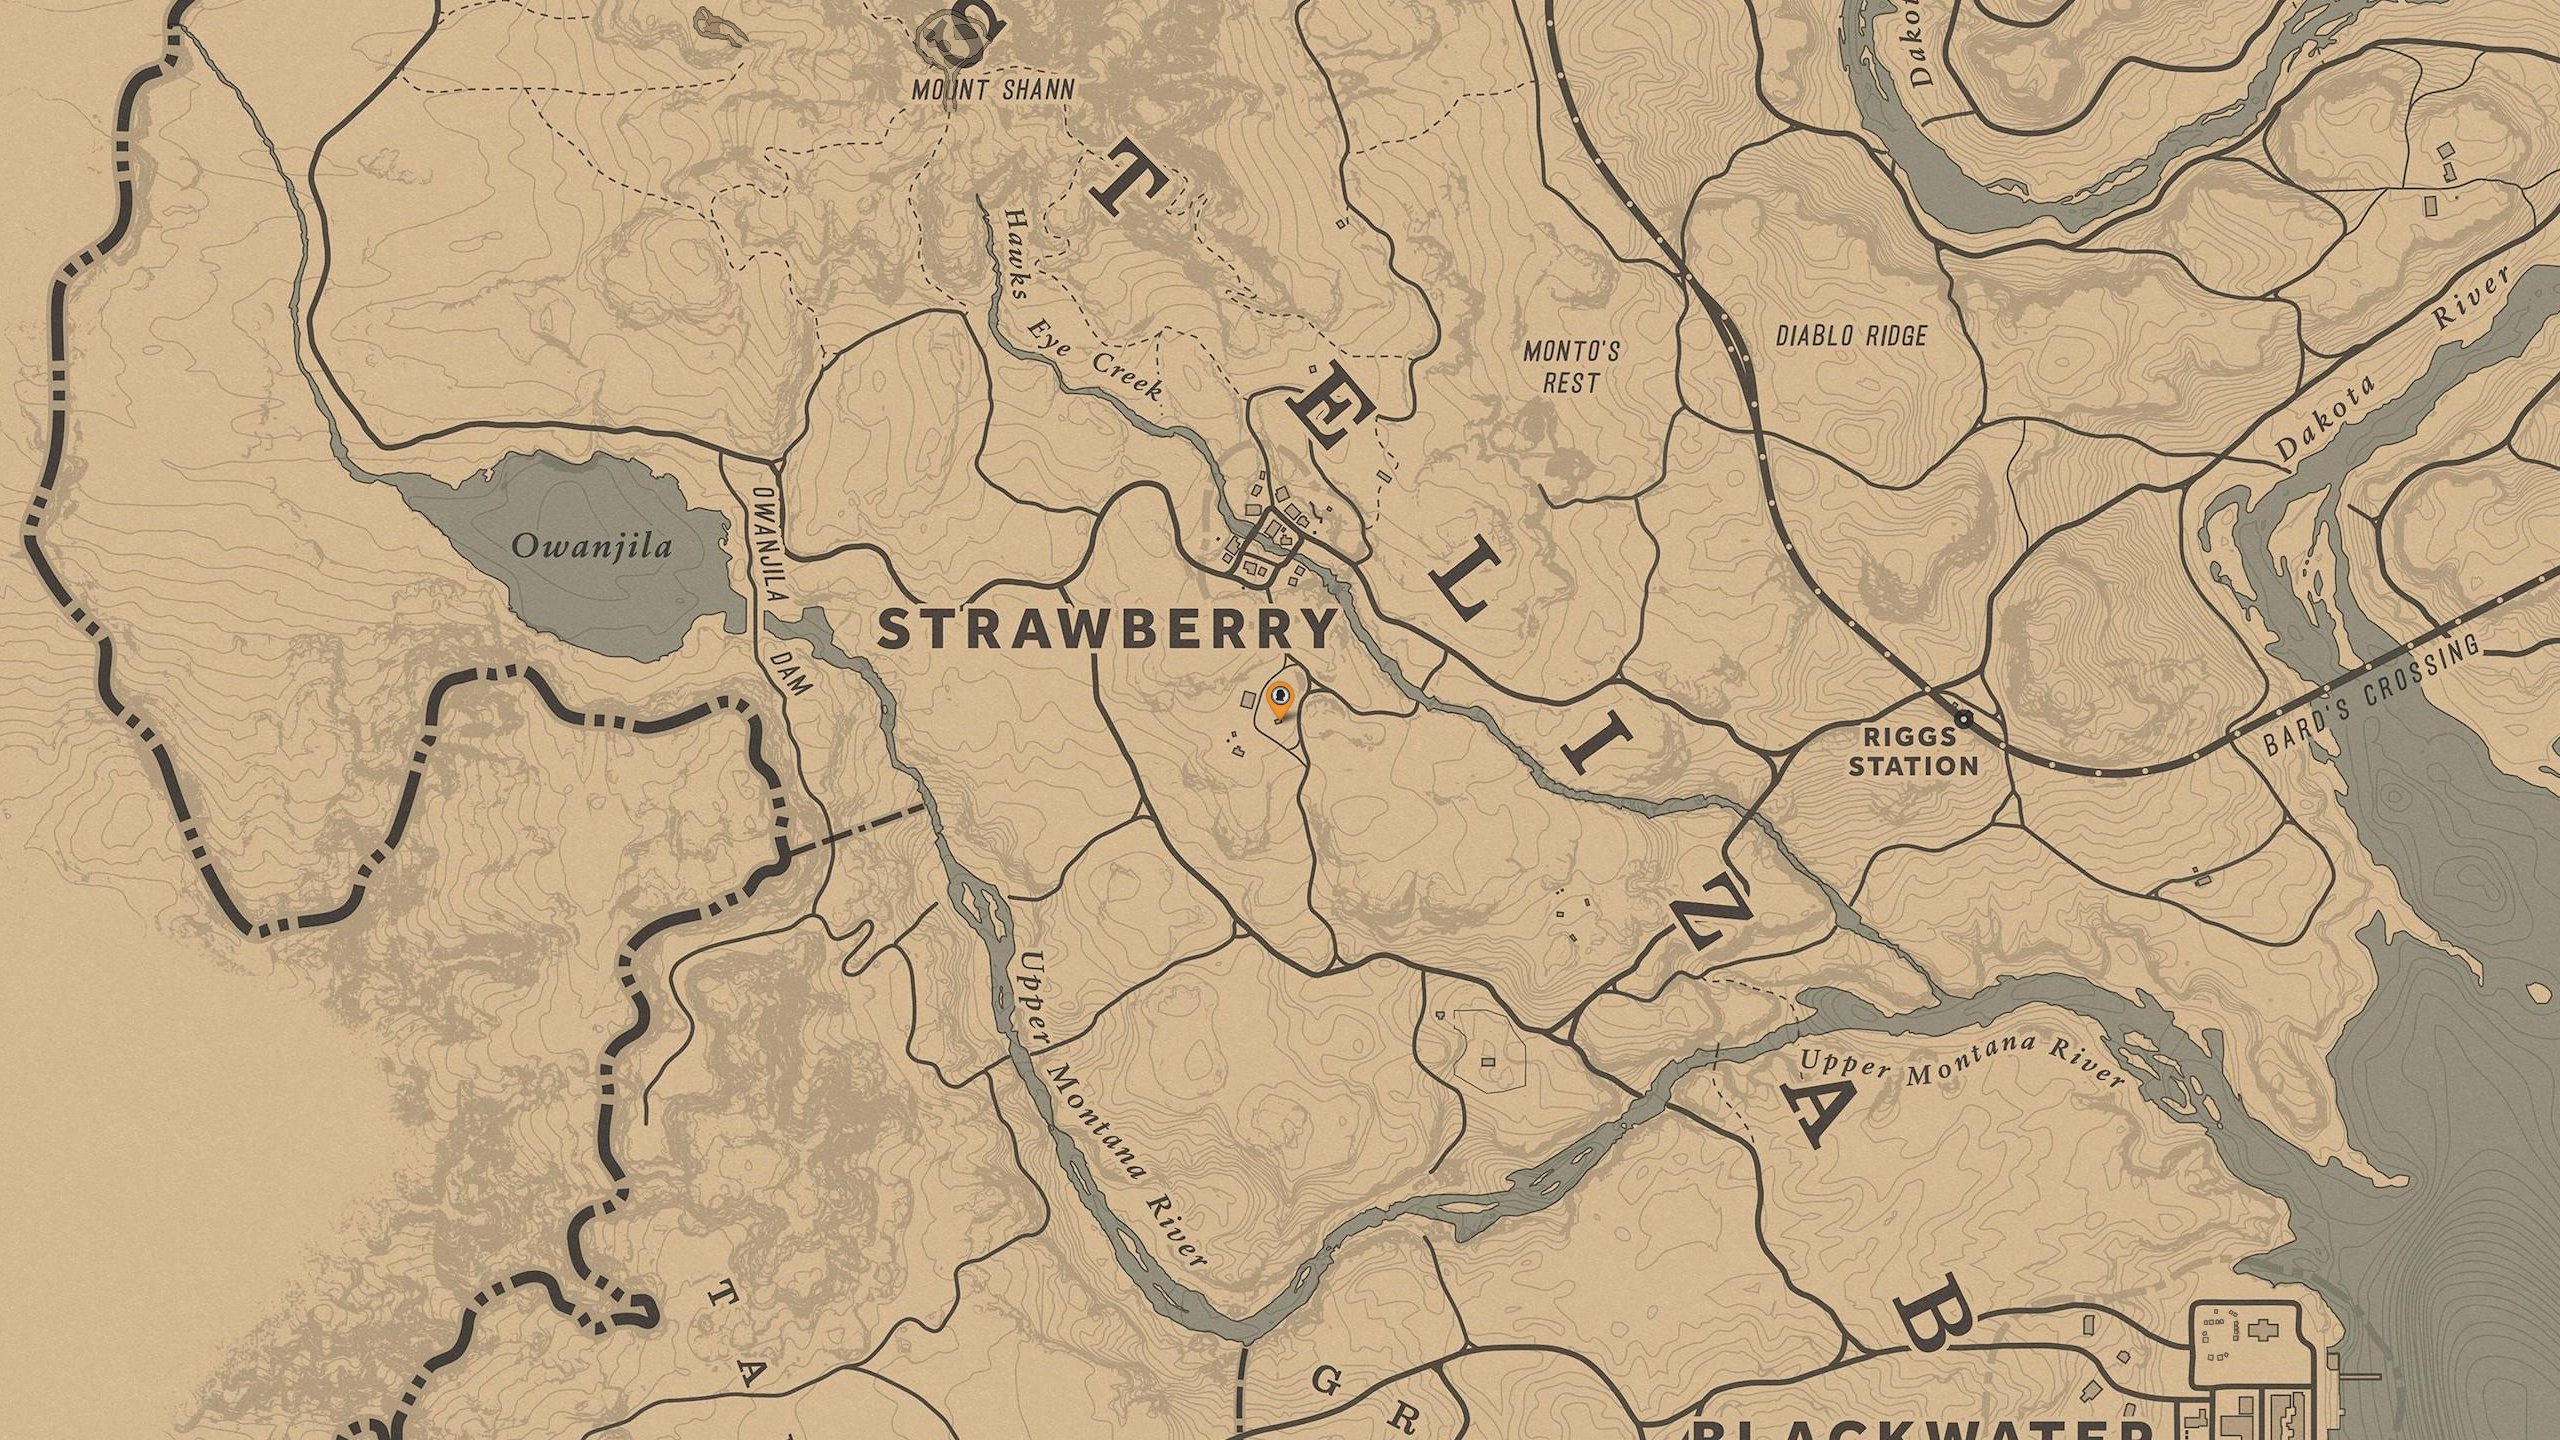 S
Dakot
MOUNT SHANN
T
Hawks Eye Creek
River
DIABLO RIDGE
MONTO'S
REST
E
Dakota
OWANJILA DAM
Owanjila
L
STRAWBERRY
BARD'S CROSSING
I
RIGGS
STATION
Z
Upper Montana River
Upper Montana River
A
T
B
A
G
R
BLACKWATER